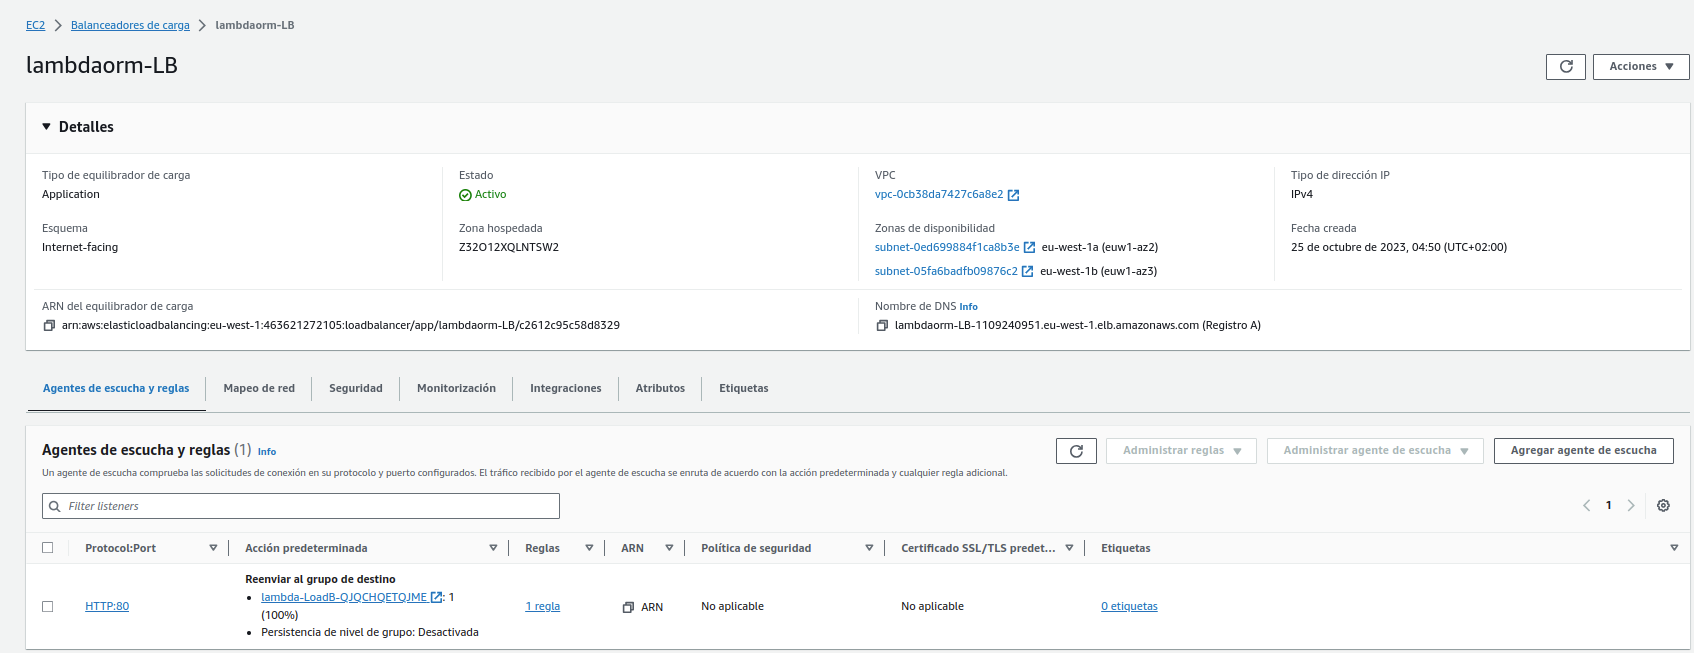 EC2 > Balanceadores de carga > lambdaorm-LB
lambdaorm-LB
Acciones
Detalles
Tipo de equilibrador de carga
Application
Estado
Activo
VPC
vpc-0cb38da7427c6a8e2
Tipo de dirección IP
IPv4
Esquema
Internet-facing
Zona hospedada
Z32O12XQLNTSW2
Zonas de disponibilidad
subnet-0ed699884f1ca8b3e eu-west-1a (euw1-az2)
subnet-05fa6badfb09876c2 eu-west-1b (euw1-az3)
Fecha creada
25 de octubre de 2023, 04:50 (UTC+02:00)
ARN del equilibrador de carga
arn:aws:elasticloadbalancing:eu-west-1:463621272105:loadbalancer/app/lambdaorm-LB/c2612c95c58d8329
Nombre de DNS Info
lambdaorm-LB-1109240951.eu-west-1.elb.amazonaws.com (Registro A)
Agentes de escucha y reglas
Mapeo de red
Seguridad
Monitorización
Integraciones
Atributos
Etiquetas
Agentes de escucha y reglas (1) Info
Administrar reglas
Administrar agente de escucha
Agregar agente de escucha
Un agente de escucha comprueba las solicitudes de conexión en su protocolo y puerto configurados. El tráfico recibido por el agente de escucha se enruta de acuerdo con la acción predeterminada y cualquier regla adicional.
Filter listeners
1
Protocol:Port
Acción predeterminada
Reglas
ARN
Política de seguridad
Certificado SSL/TLS predet...
Etiquetas
HTTP:80
Reenviar al grupo de destino
• lambda-LoadB-QJQCHQETQJME : 1
(100%)
• Persistencia de nivel de grupo: Desactivada
1 regla
ARN
No aplicable
No aplicable
0 etiquetas